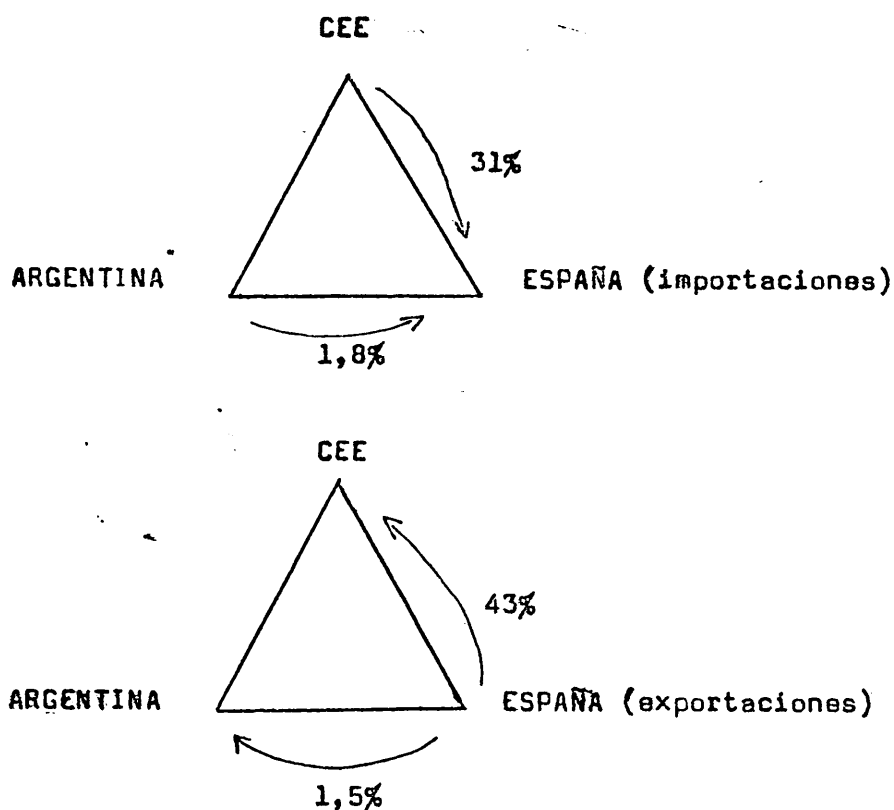 CEE
31%
ARGENTINA ESPAÑA (importaciones)
1,8%
CEE
43%
ARGENTINA ESPAÑA (exportaciones)
1,5%